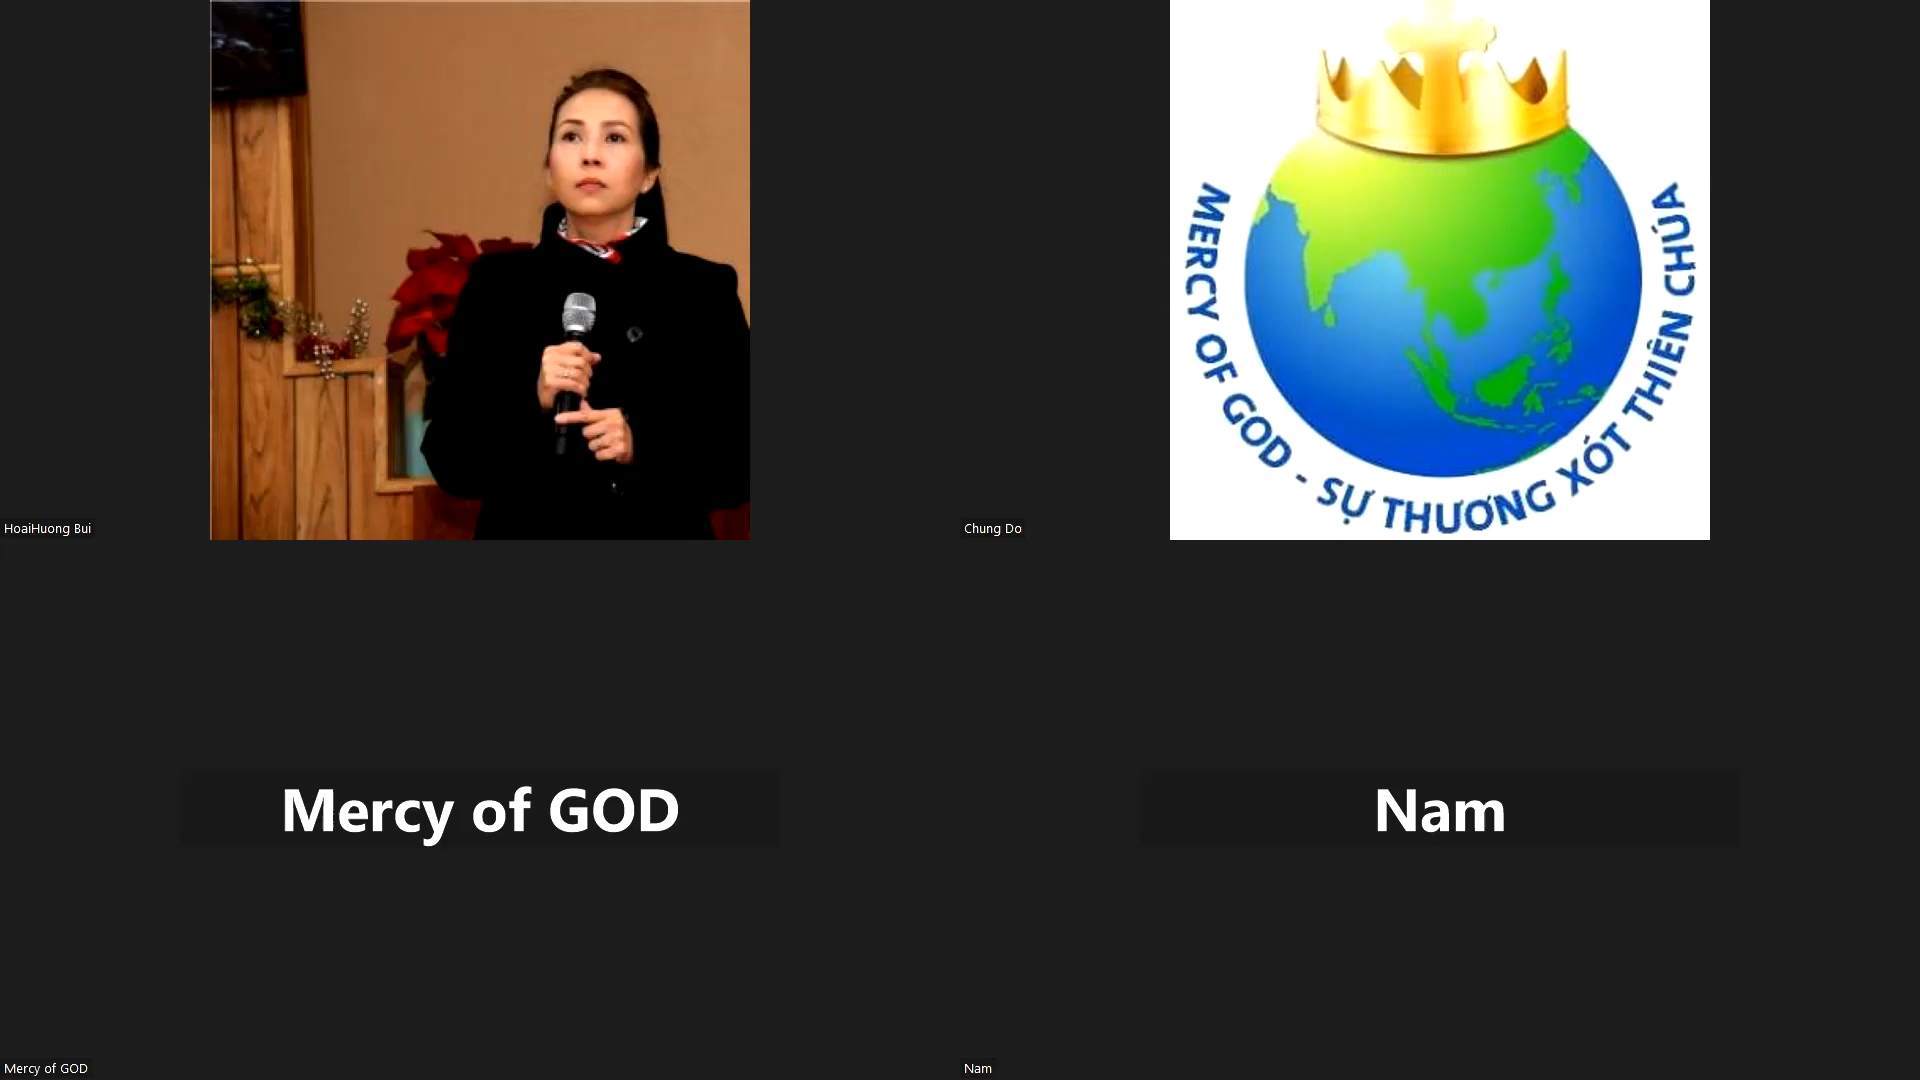 HoaiHuong Bui
MERCY OF GOD - SỰ THƯƠNG XÓT THIÊN CHÚA
Chung Do
Mercy of GOD
Nam
Mercy of GOD
Nam